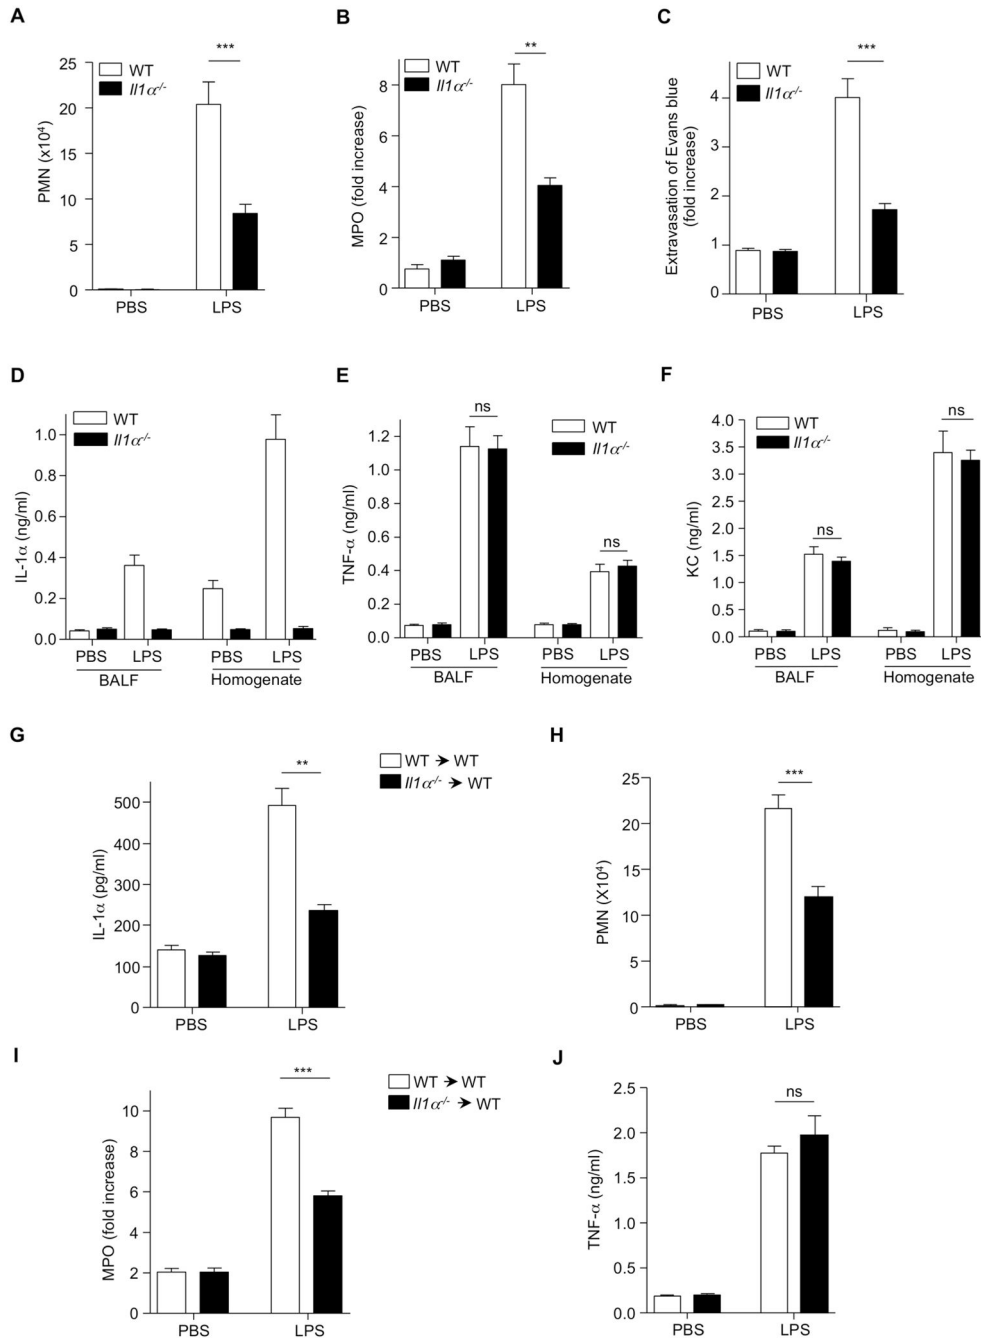 A
***
25
20
15
10
5
0
PMN (x10⁴)
WT
Il1α⁻/⁻
PBS
LPS
B
**
8
6
4
2
0
MPO (fold increase)
WT
Il1α⁻/⁻
PBS
LPS
C
***
4
3
2
1
0
Extravasation of Evans blue
(fold increase)
WT
Il1α⁻/⁻
PBS
LPS
D
WT
Il1α⁻/⁻
1.0
0.8
0.6
0.4
0.2
0.0
IL-1α (ng/ml)
PBS LPS PBS LPS
BALF Homogenate
E
ns
WT
Il1α⁻/⁻
ns
1.2
1.0
0.8
0.6
0.4
0.2
0.0
TNF-α (ng/ml)
PBS LPS PBS LPS
BALF Homogenate
F
WT
Il1α⁻/⁻
ns
ns
4.0
3.5
3.0
2.5
2.0
1.5
1.0
0.5
0.0
KC (ng/ml)
PBS LPS PBS LPS
BALF Homogenate
G
**
WT ➔ WT
Il1α⁻/⁻ ➔ WT
500
400
300
200
100
0
IL-1α (pg/ml)
PBS
LPS
H
***
25
20
15
10
5
0
PMN (X10⁴)
PBS
LPS
I
***
WT ➔ WT
Il1α⁻/⁻ ➔ WT
10
8
6
4
2
0
MPO (fold increase)
PBS
LPS
J
ns
2.5
2.0
1.5
1.0
0.5
0.0
TNF-α (ng/ml)
PBS
LPS